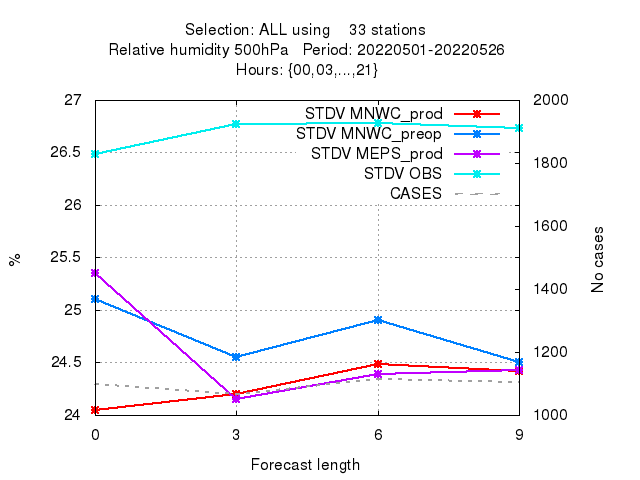 Selection: ALL using    33 stations
Relative humidity 500hPa   Period: 20220501-20220526
Hours: {00,03,...,21}
27
26.5
26
25.5
25
24.5
24
%
STDV MNWC_prod
STDV MNWC_preop
STDV MEPS_prod
STDV OBS
CASES
2000
1800
1600
1400
1200
1000
No cases
0 3 6 9
Forecast length